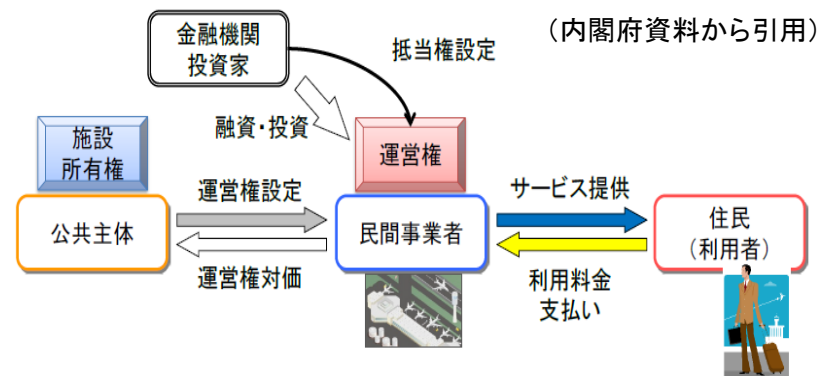 (内閣府資料から引用)
金融機関
投資家
抵当権設定
融資・投資
施設
所有権
運営権
公共主体
運営権設定
運営権対価
民間事業者
サービス提供
利用料金
支払い
住民
(利用者)